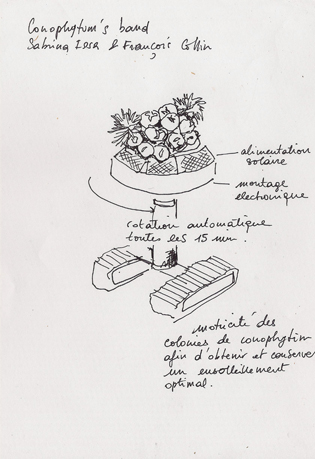 Conophytum's band
Sabrina Issa & François Collin
alimentation
solaire
montage
electronique
rotation automatique
toutes les 15 mn.
motricité des
colonies de conophytum
afin d'obtenir et conserver
un ensoleillement
optimal.